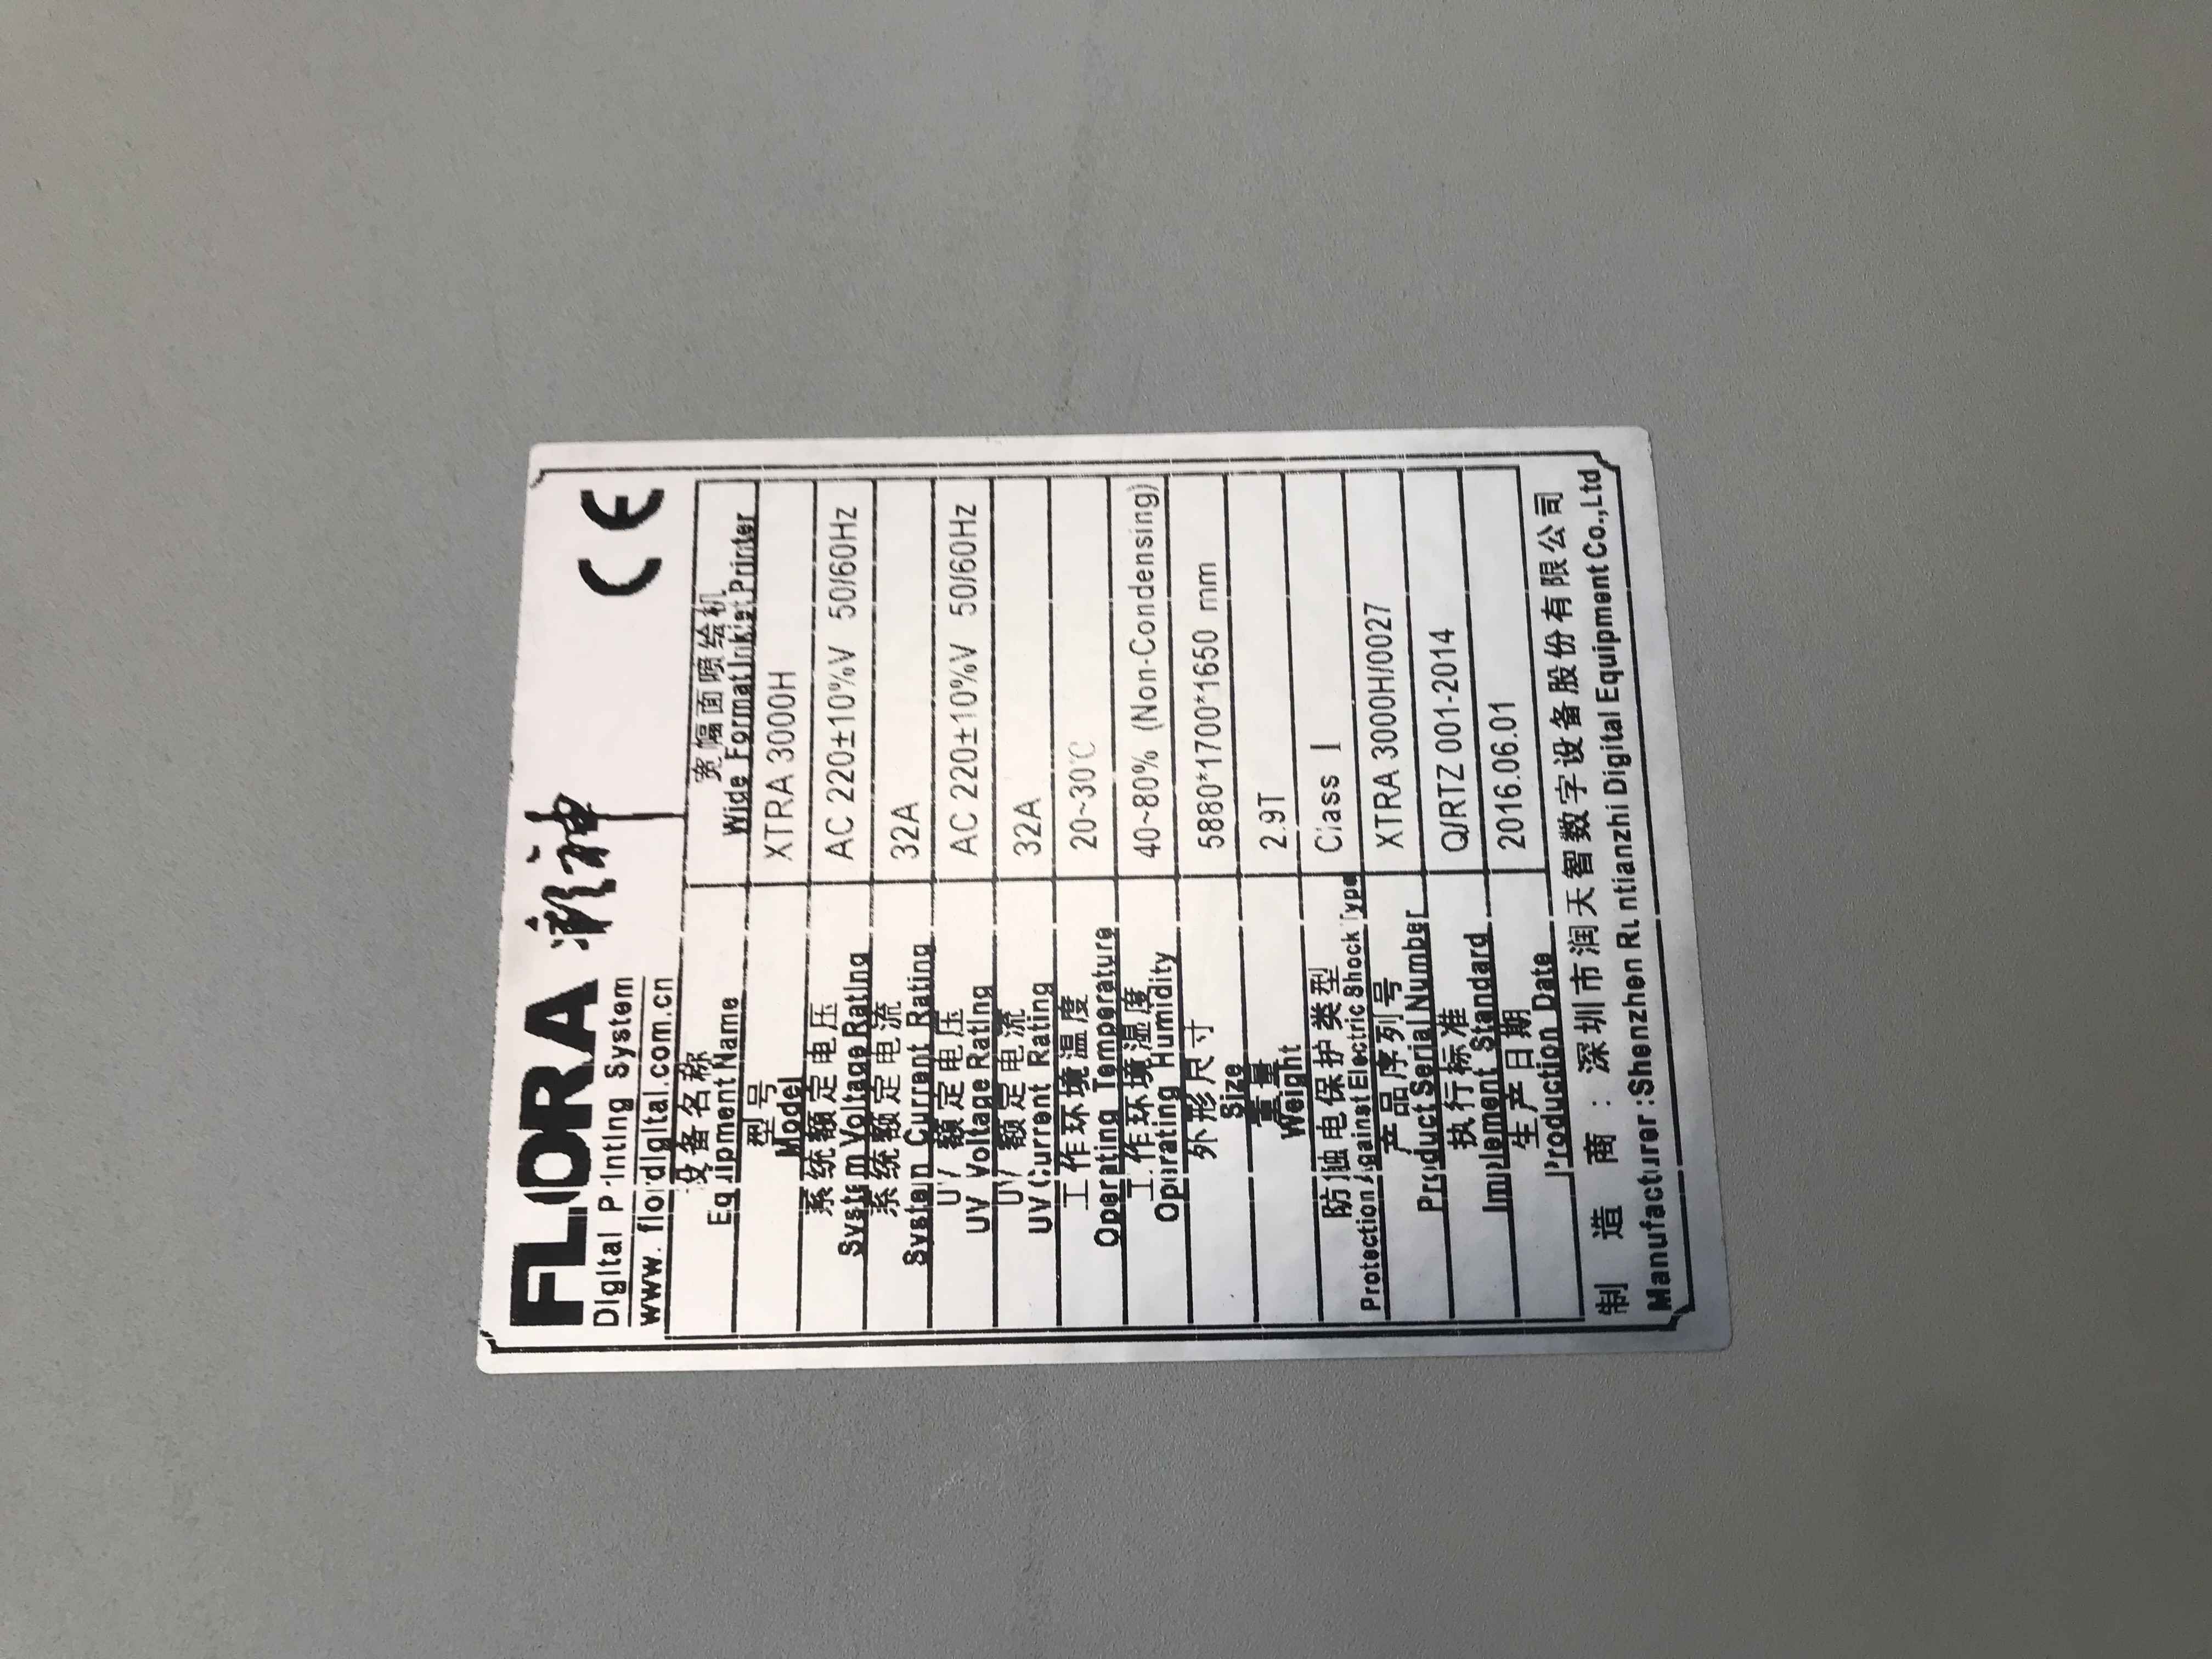 FLORA 润神
CE
Digital Printing System
www.floradigital.com.cn
设备名称 宽幅面喷绘机
Equipment Name Wide Format Inkjet Printer
型号
Model XTRA 3000H
系统额定电压
System Voltage Rating AC 220±10%V 50/60Hz
系统额定电流
System Current Rating 32A
UV 额定电压
UV Voltage Rating AC 220±10%V 50/60Hz
UV 额定电流
UV Current Rating 32A
工作环境温度
Operating Temperature 20~30℃
工作环境湿度
Operating Humidity 40~80% (Non-Condensing)
外形尺寸
Size 5880*1700*1650 mm
重量
Weight 2.9T
防触电保护类型
Protection Against Electric Shock Type Class I
产品序列号
Product Serial Number XTRA 3000H/0027
执行标准
Implement Standard Q/RTZ 001-2014
生产日期
Production Date 2016.06.01
制造商:深圳市润天智数字设备股份有限公司
Manufacturer:Shenzhen Runtianzhi Digital Equipment Co.,Ltd